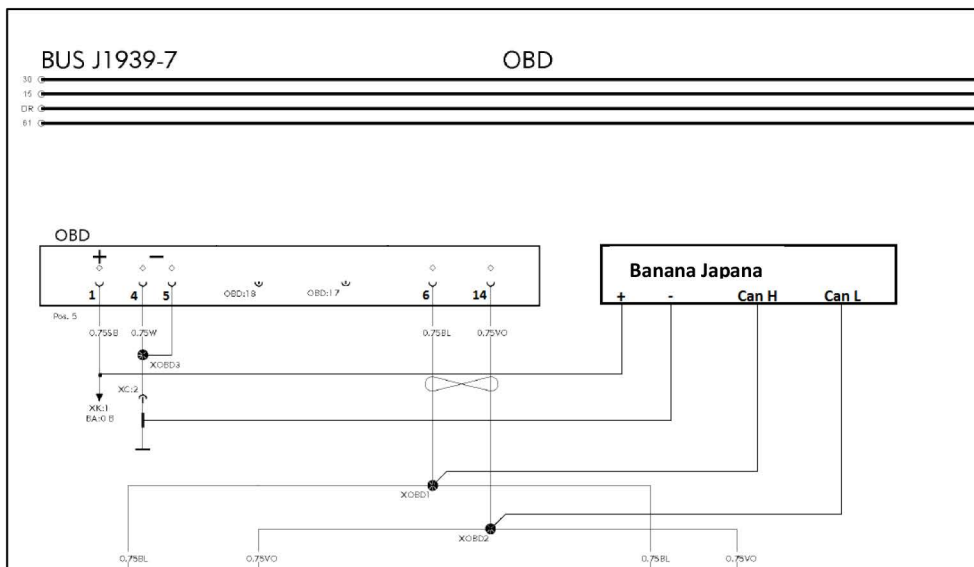 BUS J1939-7 OBD
30
15
DR
61
OBD
+ -
1 4 5 OBD:18 OBD:17 6 14
Pos. 5
Banana Japana
+ - Can H Can L
0.75SB 0.75W 0.75BL 0.75VO
XOBD3
XC:2
XK:1
BA:0 B
XOBD1
XOBD2
0.75BL 0.75VO 0.75BL 0.75VO